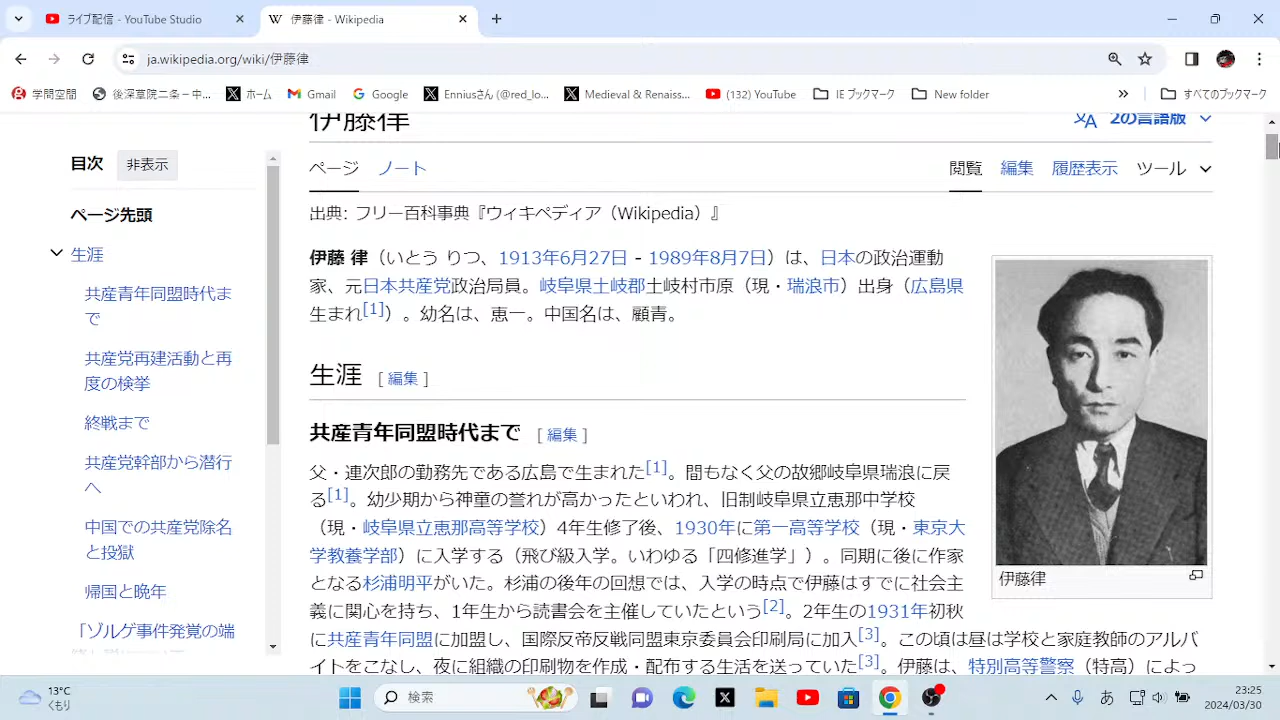 ライブ配信 - YouTube Studio
伊藤律 - Wikipedia
ja.wikipedia.org/wiki/伊藤律
学問空間
後深草院二条－中...
ホーム
Gmail
Google
Enniusさん (@red_lo...
Medieval & Renaiss...
(132) YouTube
IE ブックマーク
New folder
すべてのブックマーク
伊藤律
2の言語版
目次 非表示
ページ先頭
生涯
共産青年同盟時代ま
で
共産党再建活動と再
度の検挙
終戦まで
共産党幹部から潜行
へ
中国での共産党除名
と投獄
帰国と晩年
「ゾルゲ事件発覚の端
ページ ノート
閲覧 編集 履歴表示 ツール
出典: フリー百科事典『ウィキペディア（Wikipedia）』
伊藤 律（いとう りつ、1913年6月27日 - 1989年8月7日）は、日本の政治運動
家、元日本共産党政治局員。岐阜県土岐郡土岐村市原（現・瑞浪市）出身（広島県
生まれ[1]）。幼名は、恵一。中国名は、顧青。
生涯 [ 編集 ]
共産青年同盟時代まで [ 編集 ]
父・連次郎の勤務先である広島で生まれた[1]。間もなく父の故郷岐阜県瑞浪に戻
る[1]。幼少期から神童の誉れが高かったといわれ、旧制岐阜県立恵那中学校
（現・岐阜県立恵那高等学校）4年生修了後、1930年に第一高等学校（現・東京大
学教養学部）に入学する（飛び級入学。いわゆる「四修進学」）。同期に後に作家
となる杉浦明平がいた。杉浦の後年の回想では、入学の時点で伊藤はすでに社会主
義に関心を持ち、1年生から読書会を主催していたという[2]。2年生の1931年初秋
に共産青年同盟に加盟し、国際反帝反戦同盟東京委員会印刷局に加入[3]。この頃は昼は学校と家庭教師のアルバ
イトをこなし、夜に組織の印刷物を作成・配布する生活を送っていた[3]。伊藤は、特別高等警察（特高）によっ
伊藤律
13°C
くもり
検索
あ
23:25
2024/03/30